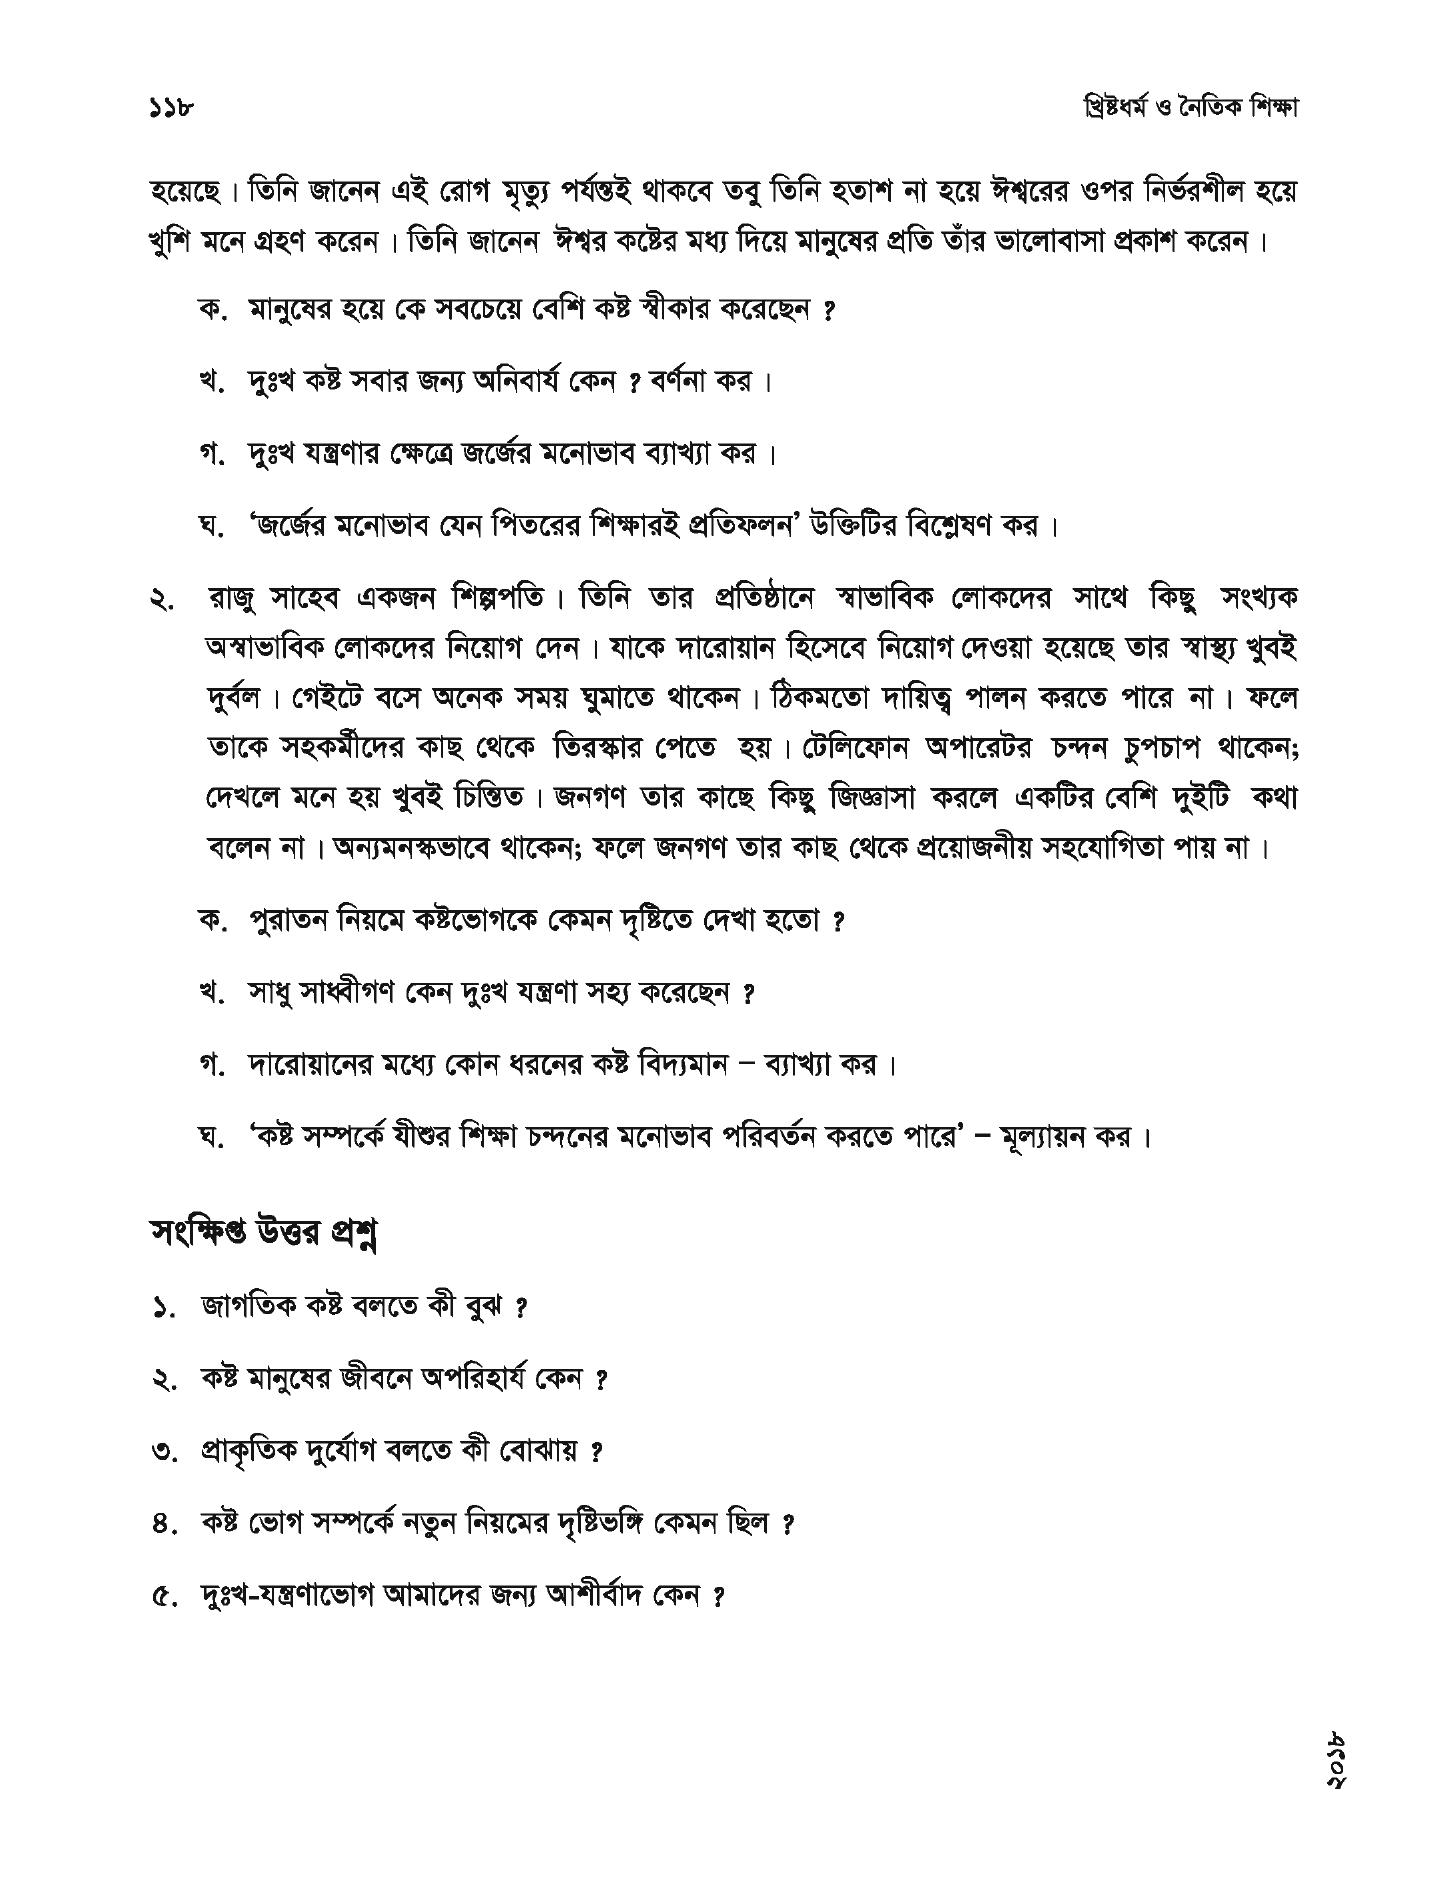 ১১৮
খ্রিষ্টধর্ম ও নৈতিক শিক্ষা
হয়েছে। তিনি জানেন এই রোগ মৃত্যু পর্যন্তই থাকবে তবু তিনি হতাশ না হয়ে ঈশ্বরের ওপর নির্ভরশীল হয়ে
খুশি মনে গ্রহণ করেন। তিনি জানেন ঈশ্বর কষ্টের মধ্য দিয়ে মানুষের প্রতি তাঁর ভালোবাসা প্রকাশ করেন।
ক. মানুষের হয়ে কে সবচেয়ে বেশি কষ্ট স্বীকার করেছেন ?
খ. দুঃখ কষ্ট সবার জন্য অনিবার্য কেন ? বর্ণনা কর।
গ. দুঃখ যন্ত্রণার ক্ষেত্রে জর্জের মনোভাব ব্যাখ্যা কর।
ঘ. ‘জর্জের মনোভাব যেন পিতরের শিক্ষারই প্রতিফলন’ উক্তিটির বিশ্লেষণ কর।
২. রাজু সাহেব একজন শিল্পপতি। তিনি তার প্রতিষ্ঠানে স্বাভাবিক লোকদের সাথে কিছু সংখ্যক
অস্বাভাবিক লোকদের নিয়োগ দেন। যাকে দারোয়ান হিসেবে নিয়োগ দেওয়া হয়েছে তার স্বাস্থ্য খুবই
দুর্বল। গেইটে বসে অনেক সময় ঘুমাতে থাকেন। ঠিকমতো দায়িত্ব পালন করতে পারে না। ফলে
তাকে সহকর্মীদের কাছ থেকে তিরস্কার পেতে হয়। টেলিফোন অপারেটর চন্দন চুপচাপ থাকেন;
দেখলে মনে হয় খুবই চিন্তিত। জনগণ তার কাছে কিছু জিজ্ঞাসা করলে একটির বেশি দুইটি কথা
বলেন না। অন্যমনস্কভাবে থাকেন; ফলে জনগণ তার কাছ থেকে প্রয়োজনীয় সহযোগিতা পায় না।
ক. পুরাতন নিয়মে কষ্টভোগকে কেমন দৃষ্টিতে দেখা হতো ?
খ. সাধু সাধ্বীগণ কেন দুঃখ যন্ত্রণা সহ্য করেছেন ?
গ. দারোয়ানের মধ্যে কোন ধরনের কষ্ট বিদ্যমান – ব্যাখ্যা কর।
ঘ. ‘কষ্ট সম্পর্কে যীশুর শিক্ষা চন্দনের মনোভাব পরিবর্তন করতে পারে’ – মূল্যায়ন কর।
সংক্ষিপ্ত উত্তর প্রশ্ন
১. জাগতিক কষ্ট বলতে কী বুঝ ?
২. কষ্ট মানুষের জীবনে অপরিহার্য কেন ?
৩. প্রাকৃতিক দুর্যোগ বলতে কী বোঝায় ?
৪. কষ্ট ভোগ সম্পর্কে নতুন নিয়মের দৃষ্টিভঙ্গি কেমন ছিল ?
৫. দুঃখ-যন্ত্রণাভোগ আমাদের জন্য আশীর্বাদ কেন ?
২০১৮